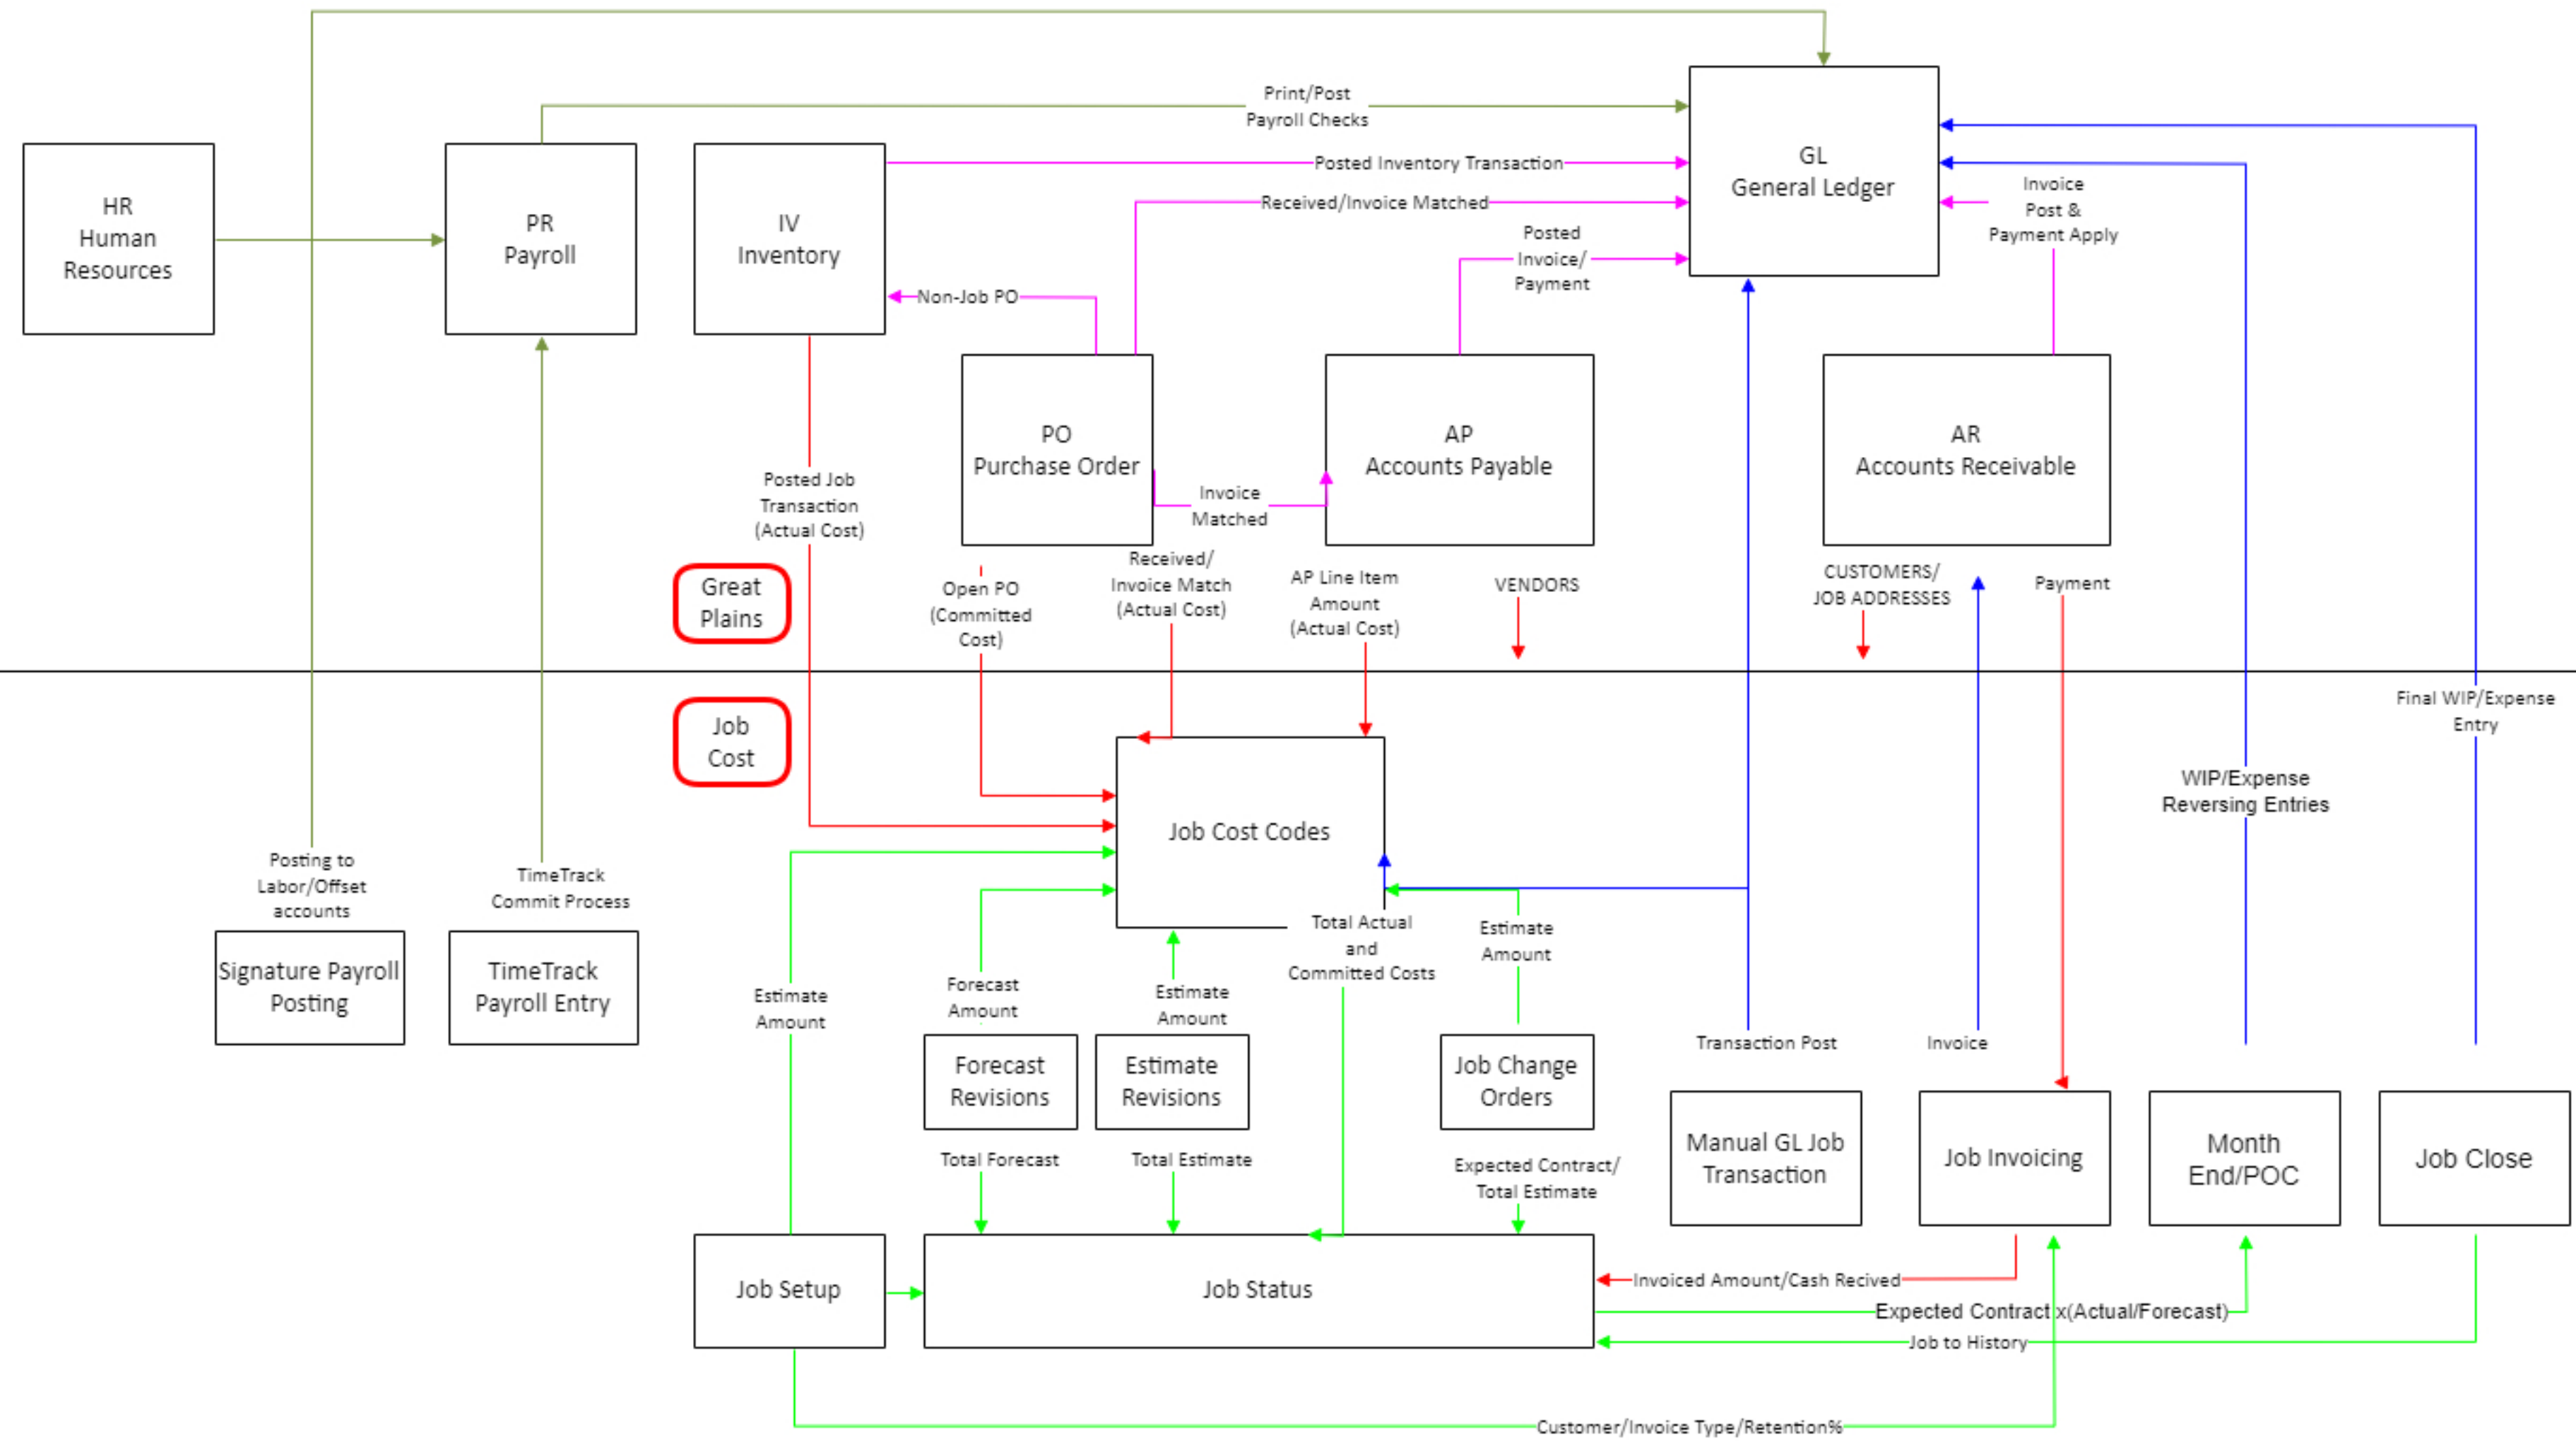 Print/Post
Payroll Checks
HR
Human
Resources
PR
Payroll
IV
Inventory
Posted Inventory Transaction
GL
General Ledger
Received/Invoice Matched
Invoice
Post &
Payment Apply
Posted
Invoice/
Payment
Non-Job PO
PO
Purchase Order
AP
Accounts Payable
AR
Accounts Receivable
Posted Job
Transaction
(Actual Cost)
Invoice
Matched
Great
Plains
Open PO
(Committed
Cost)
Received/
Invoice Match
(Actual Cost)
AP Line Item
Amount
(Actual Cost)
VENDORS
CUSTOMERS/
JOB ADDRESSES
Payment
Job
Cost
Final WIP/Expense
Entry
WIP/Expense
Reversing Entries
Job Cost Codes
Posting to
Labor/Offset
accounts
TimeTrack
Commit Process
Total Actual
and
Committed Costs
Estimate
Amount
Signature Payroll
Posting
TimeTrack
Payroll Entry
Estimate
Amount
Forecast
Amount
Estimate
Amount
Transaction Post
Invoice
Forecast
Revisions
Estimate
Revisions
Job Change
Orders
Manual GL Job
Transaction
Job Invoicing
Month
End/POC
Job Close
Total Forecast
Total Estimate
Expected Contract/
Total Estimate
Job Setup
Job Status
Invoiced Amount/Cash Recived
Expected Contract x(Actual/Forecast)
Job to History
Customer/Invoice Type/Retention%